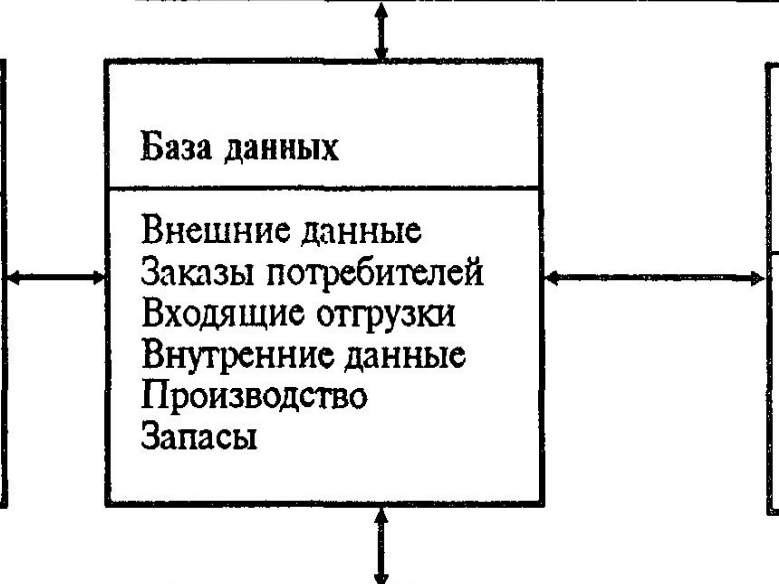 База данных
Внешние данные
Заказы потребителей
Входящие отгрузки
Внутренние данные
Производство
Запасы